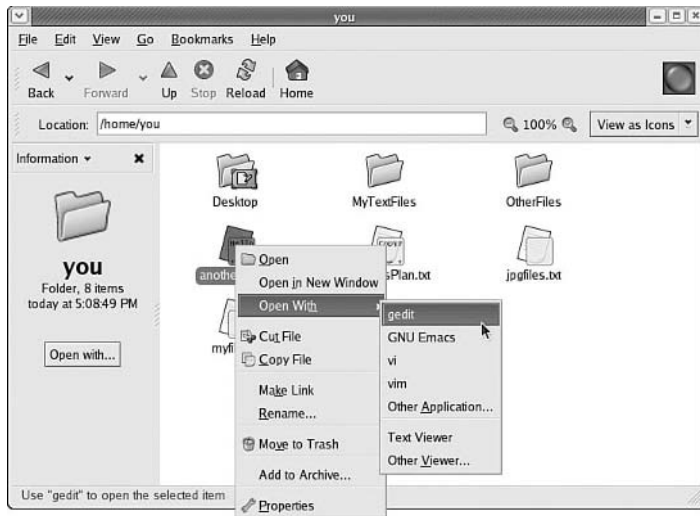 you
File Edit View Go Bookmarks Help
Back Forward Up Stop Reload Home
Location: /home/you 100% View as Icons
Information
Desktop MyTextFiles OtherFiles
you
Folder, 8 items
today at 5:08:49 PM
Open with...
jpgfiles.txt
Open
Open in New Window
Open With
Cut File
Copy File
Make Link
Rename...
Move to Trash
Add to Archive...
Properties
gedit
GNU Emacs
vi
vim
Other Application...
Text Viewer
Other Viewer...
Use "gedit" to open the selected item